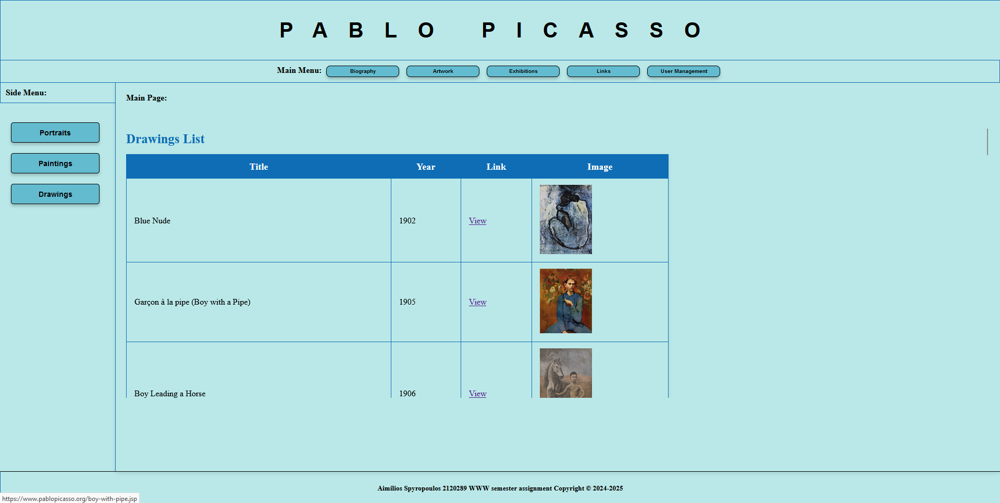 PABLO PICASSO
Main Menu: Biography Artwork Exhibitions Links User Management
Side Menu:
Portraits
Paintings
Drawings
Main Page:
Drawings List
Title Year Link Image
Blue Nude 1902 View
Garçon à la pipe (Boy with a Pipe) 1905 View
Boy Leading a Horse 1906 View
Aimilios Spyropoulos 2120289 WWW semester assignment Copyright © 2024-2025
https://www.pablopicasso.org/boy-with-pipe.jsp